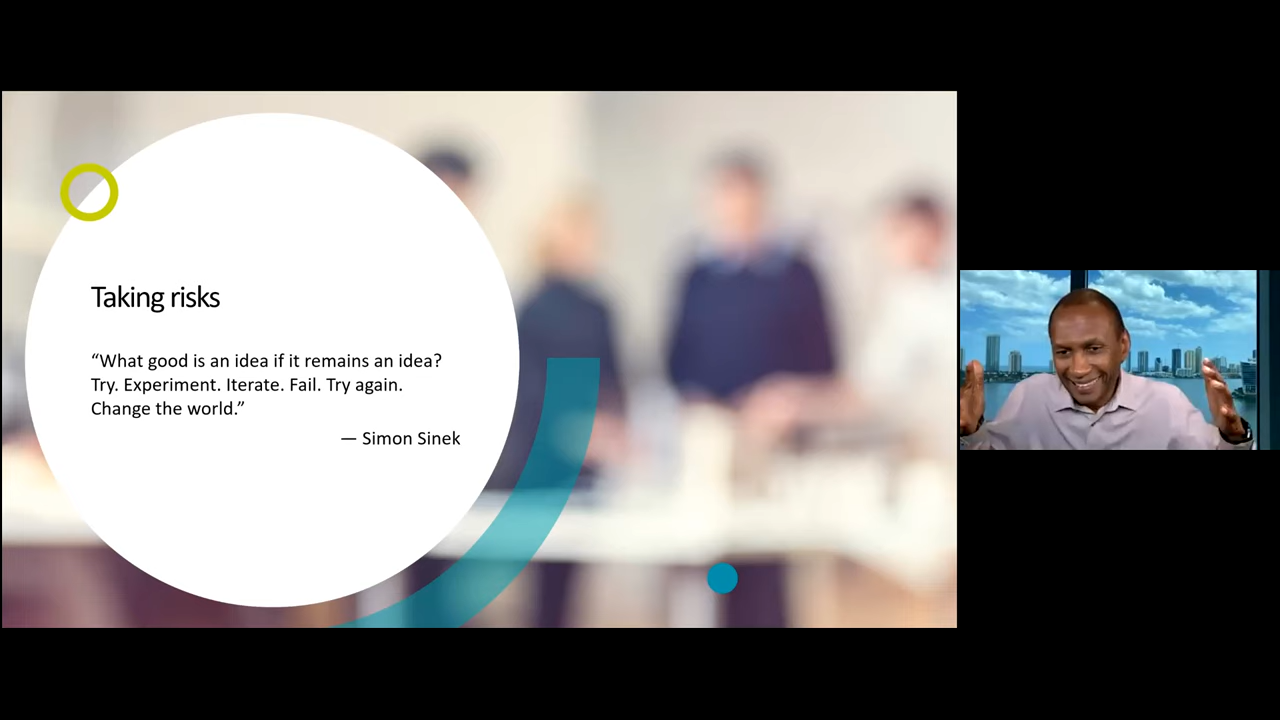 Taking risks
“What good is an idea if it remains an idea?
Try. Experiment. Iterate. Fail. Try again.
Change the world.”
— Simon Sinek